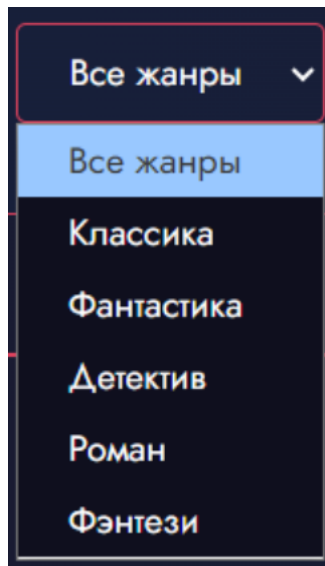 Все жанры
Все жанры
Классика
Фантастика
Детектив
Роман
Фэнтези